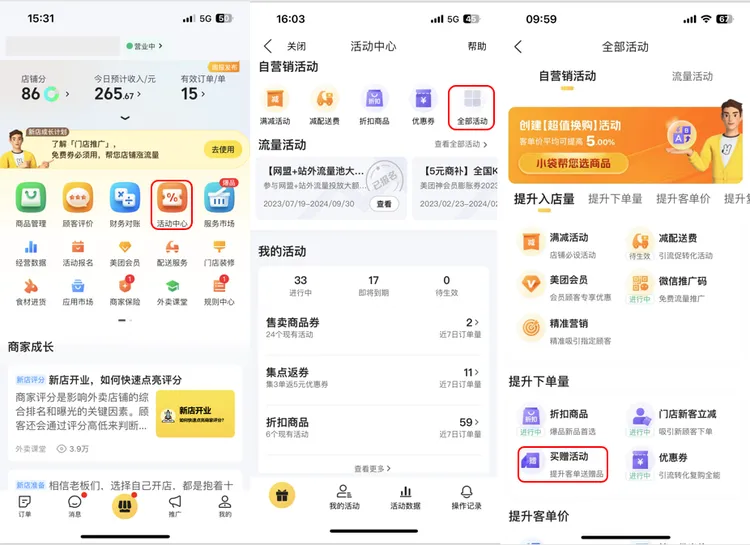 15:31
5G
50
营业中 >
商报发布
店铺分
今日预计收入/元
有效订单/单
86
265.67 >
15 >
新店成长计划
了解「门店推广」,
免费券必须用,帮您店铺涨流量
去使用
爆品
商品管理
顾客评价
财务对账
活动中心
服务市场
经营数据
活动报名
美团会员
配送服务
门店装修
1
1
食材进货
应用市场
商家保险
外卖课堂
规则中心
商家成长
新店评分
新店开业,如何快速点亮评分
商家评分是影响外卖店铺的综
合排名和曝光的关键因素。顾
客还会通过评分高低来判断...
新店开业
如何快速点亮商家评分?
外卖课堂
3.9万
新店准备
相信老板们,选择自己开店,都是抱着十
订单
消息
推广
我的
16:03
5G
46
关闭
活动中心
帮助
自营销活动
满减活动
减配送费
折扣商品
优惠券
全部活动
流量活动
查看全部活动 >
【网盟+站外流量池大...
参与网盟+站外流量投放大额...
2023/07/19~2024/09/30
已报名
查看
【5元商补】全国K
美团神会员膨胀券2023
2023/02/23~2024/0
我的活动
33
17
0
进行中
即将到期
待生效
售卖商品券
2 >
24个现有活动
近7日订单量
集点返券
11 >
集3单返5元优惠券
近7日订单量
折扣商品
59 >
6个现有活动
近7日订单量
查看更多 >
我的活动
活动数据
操作记录
09:59
67
全部活动
自营销活动
流量活动
创建【超值换购】活动
客单价平均可提高 5.00%
小袋帮您选商品
提升入店量
提升下单量
提升客单价
提升复
满减活动
店铺必设活动
减配送费
待生效
引流促转化活动
美团会员
会员顾客专享优惠
微信推广码
进行中
免费流量推广
精准营销
精准吸引指定顾客
提升下单量
折扣商品
进行中
爆品新品首选
门店新客立减
进行中
吸引新顾客下单
买赠活动
提升客单送赠品
优惠券
进行中
引流转化复购全能
提升客单价